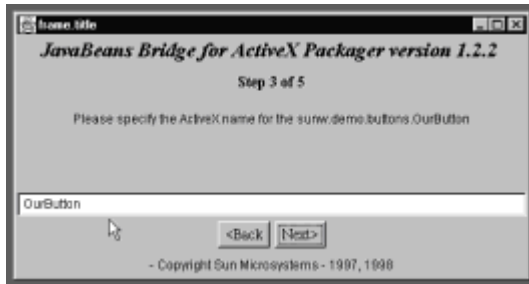 frame.title
JavaBeans Bridge for ActiveX Packager version 1.2.2
Step 3 of 5
Please specify the ActiveX name for the sunw.demo.buttons.OurButton
OurButton
<Back Next>
- Copyright Sun Microsystems - 1997, 1998